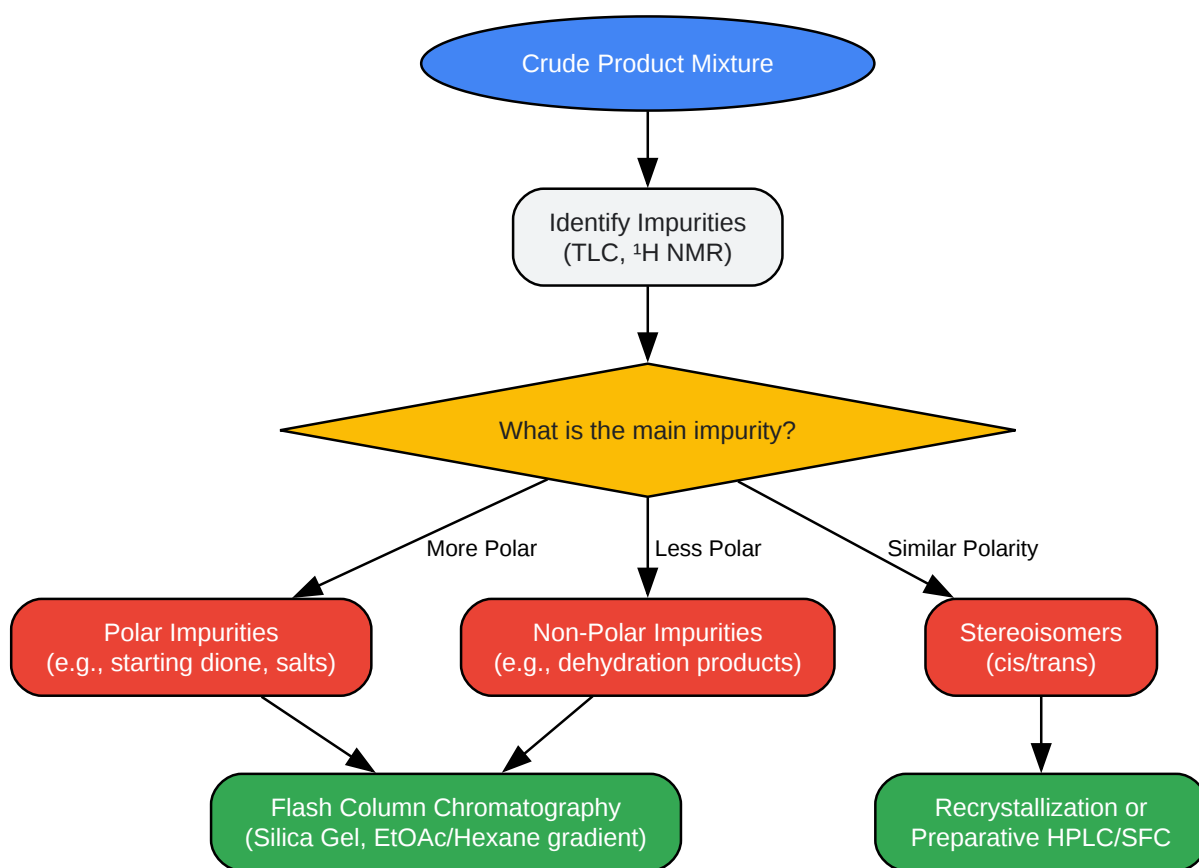 Crude Product Mixture
Identify Impurities
(TLC, ¹H NMR)
What is the main impurity?
More Polar
Less Polar
Similar Polarity
Polar Impurities
(e.g., starting dione, salts)
Non-Polar Impurities
(e.g., dehydration products)
Stereoisomers
(cis/trans)
Flash Column Chromatography
(Silica Gel, EtOAc/Hexane gradient)
Recrystallization or
Preparative HPLC/SFC